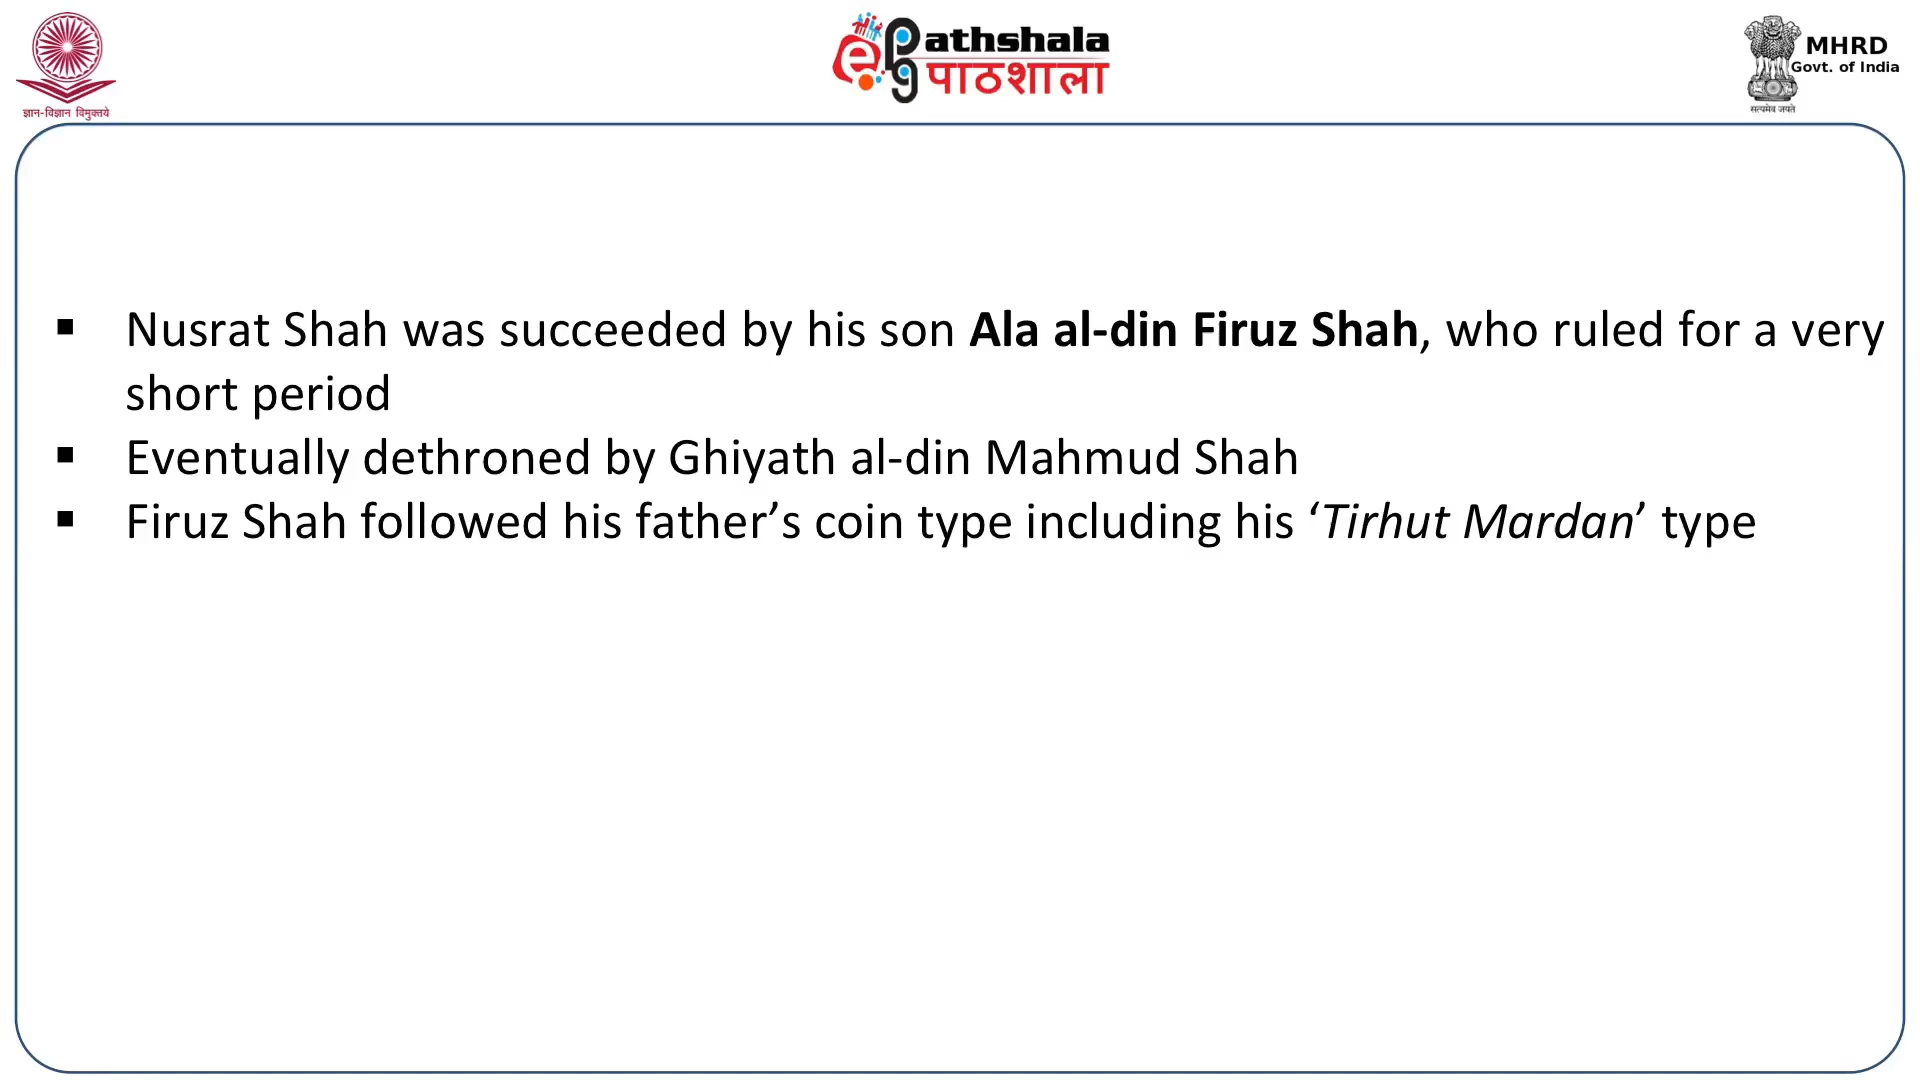 ज्ञान-विज्ञान विमुक्तये
e Pathshala
पाठशाला
MHRD
Govt. of India
सत्यमेव जयते
▪ Nusrat Shah was succeeded by his son Ala al-din Firuz Shah, who ruled for a very
short period
▪ Eventually dethroned by Ghiyath al-din Mahmud Shah
▪ Firuz Shah followed his father’s coin type including his ‘Tirhut Mardan’ type